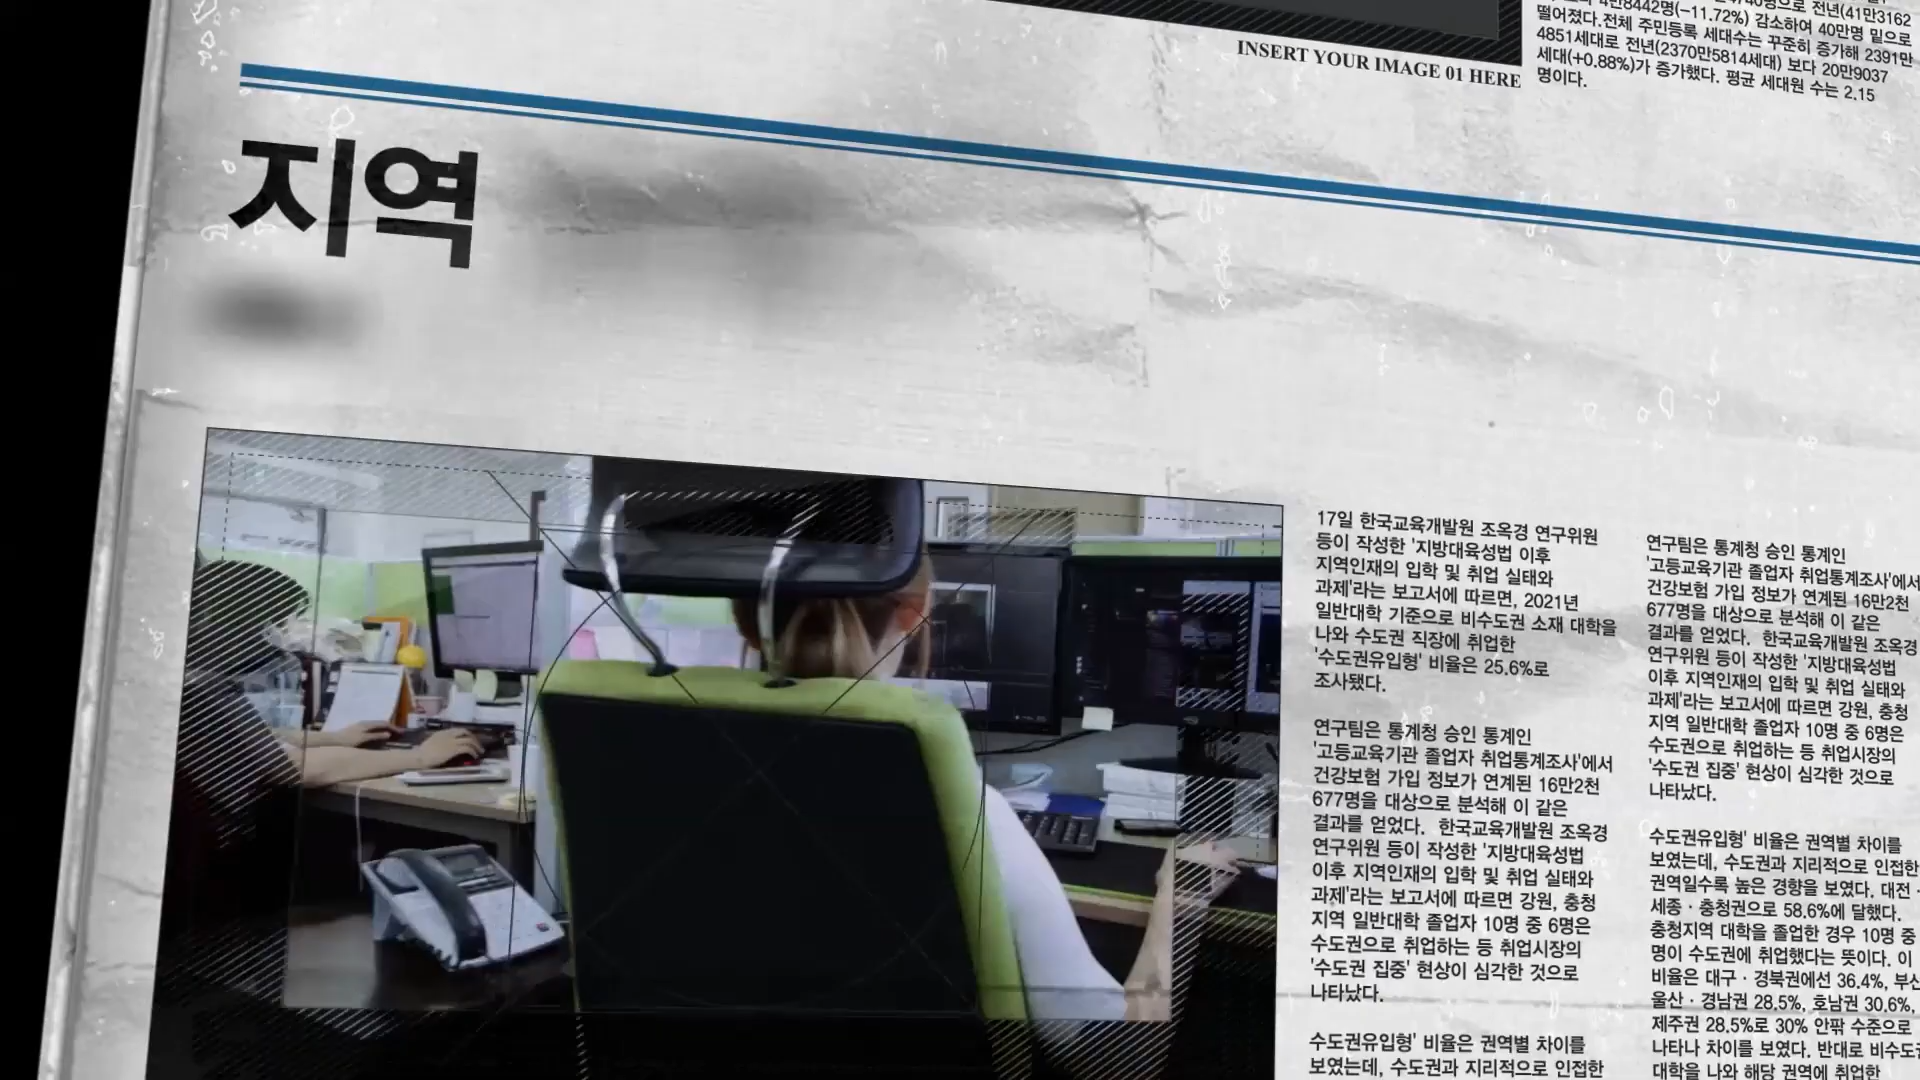 4만8442명(-11.72%) 감소하여 40만명 밑으로
떨어졌다.전체 주민등록 세대수는 꾸준히 증가해 2391만
4851세대로 전년(2370만5814세대) 보다 20만9037
세대(+0.88%)가 증가했다. 평균 세대원 수는 2.15
명이다.
INSERT YOUR IMAGE 01 HERE
지역
17일 한국교육개발원 조옥경 연구위원
등이 작성한 '지방대육성법 이후
지역인재의 입학 및 취업 실태와
과제'라는 보고서에 따르면, 2021년
일반대학 기준으로 비수도권 소재 대학을
나와 수도권 직장에 취업한
'수도권유입형' 비율은 25.6%로
조사됐다.
연구팀은 통계청 승인 통계인
'고등교육기관 졸업자 취업통계조사'에서
건강보험 가입 정보가 연계된 16만2천
677명을 대상으로 분석해 이 같은
결과를 얻었다. 한국교육개발원 조옥경
연구위원 등이 작성한 '지방대육성법
이후 지역인재의 입학 및 취업 실태와
과제'라는 보고서에 따르면 강원, 충청
지역 일반대학 졸업자 10명 중 6명은
수도권으로 취업하는 등 취업시장의
'수도권 집중' 현상이 심각한 것으로
나타났다.
수도권유입형' 비율은 권역별 차이를
보였는데, 수도권과 지리적으로 인접한
연구팀은 통계청 승인 통계인
'고등교육기관 졸업자 취업통계조사'에서
건강보험 가입 정보가 연계된 16만2천
677명을 대상으로 분석해 이 같은
결과를 얻었다. 한국교육개발원 조옥경
연구위원 등이 작성한 '지방대육성법
이후 지역인재의 입학 및 취업 실태와
과제'라는 보고서에 따르면 강원, 충청
지역 일반대학 졸업자 10명 중 6명은
수도권으로 취업하는 등 취업시장의
'수도권 집중' 현상이 심각한 것으로
나타났다.
수도권유입형' 비율은 권역별 차이를
보였는데, 수도권과 지리적으로 인접한
권역일수록 높은 경향을 보였다. 대전 ·
세종 · 충청권으로 58.6%에 달했다.
충청지역 대학을 졸업한 경우 10명 중
명이 수도권에 취업했다는 뜻이다. 이
비율은 대구 · 경북권에선 36.4%, 부산
울산 · 경남권 28.5%, 호남권 30.6%,
제주권 28.5%로 30% 안팎 수준으로
나타나 차이를 보였다. 반대로 비수도권
대학을 나와 해당 권역에 취업한